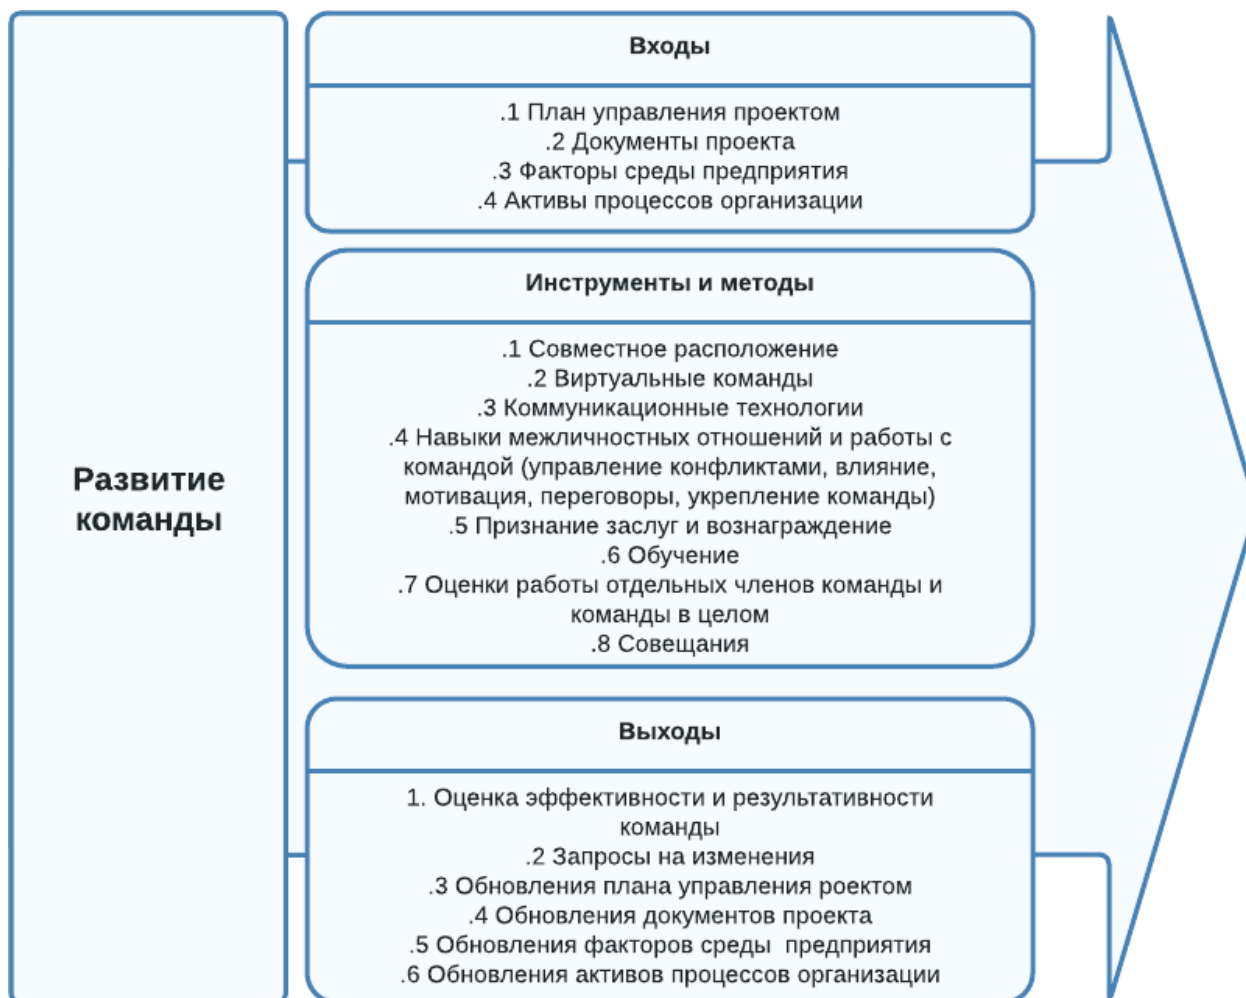 Развитие
команды
Входы
.1 План управления проектом
.2 Документы проекта
.3 Факторы среды предприятия
.4 Активы процессов организации
Инструменты и методы
.1 Совместное расположение
.2 Виртуальные команды
.3 Коммуникационные технологии
.4 Навыки межличностных отношений и работы с
командой (управление конфликтами, влияние,
мотивация, переговоры, укрепление команды)
.5 Признание заслуг и вознаграждение
.6 Обучение
.7 Оценки работы отдельных членов команды и
команды в целом
.8 Совещания
Выходы
1. Оценка эффективности и результативности
команды
.2 Запросы на изменения
.3 Обновления плана управления роектом
.4 Обновления документов проекта
.5 Обновления факторов среды  предприятия
.6 Обновления активов процессов организации